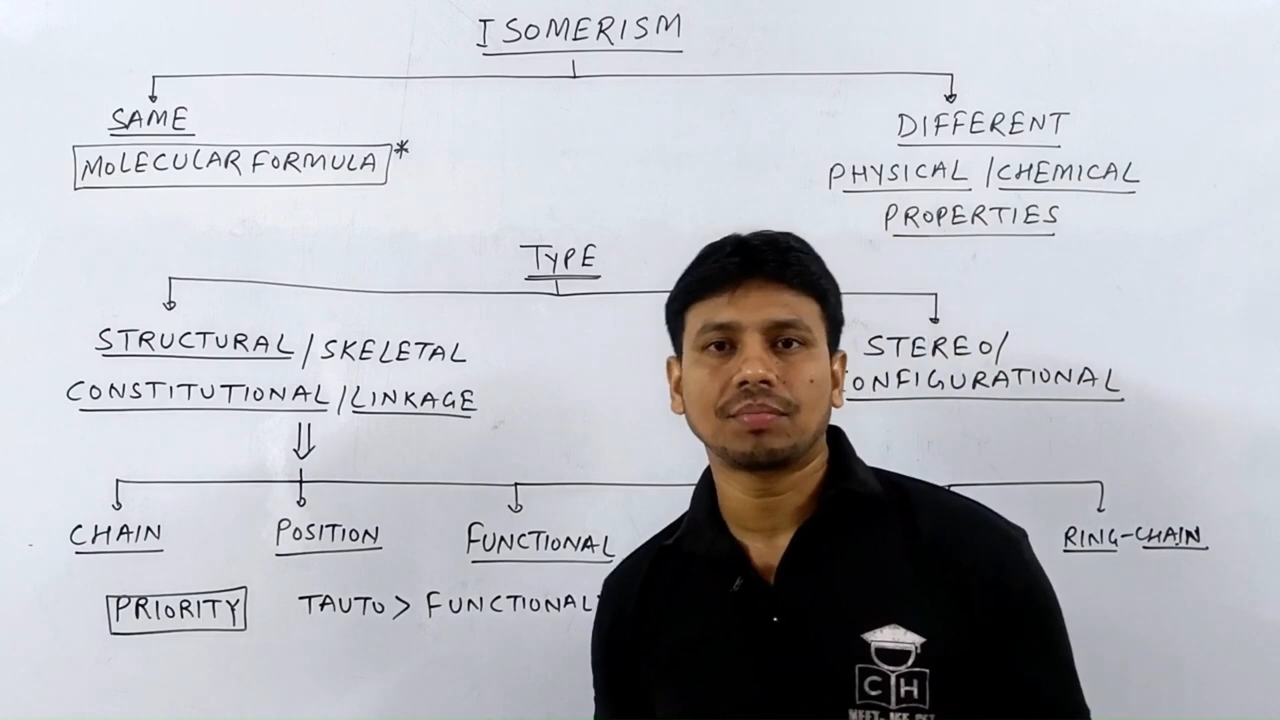 ISOMERISM
SAME
MOLECULAR FORMULA*
DIFFERENT
PHYSICAL / CHEMICAL
PROPERTIES
TYPE
STRUCTURAL / SKELETAL
CONSTITUTIONAL / LINKAGE
STEREO/
ONFIGURATIONAL
CHAIN
POSITION
FUNCTIONAL
RING-CHAIN
PRIORITY
TAUTO > FUNCTIONAL
C H